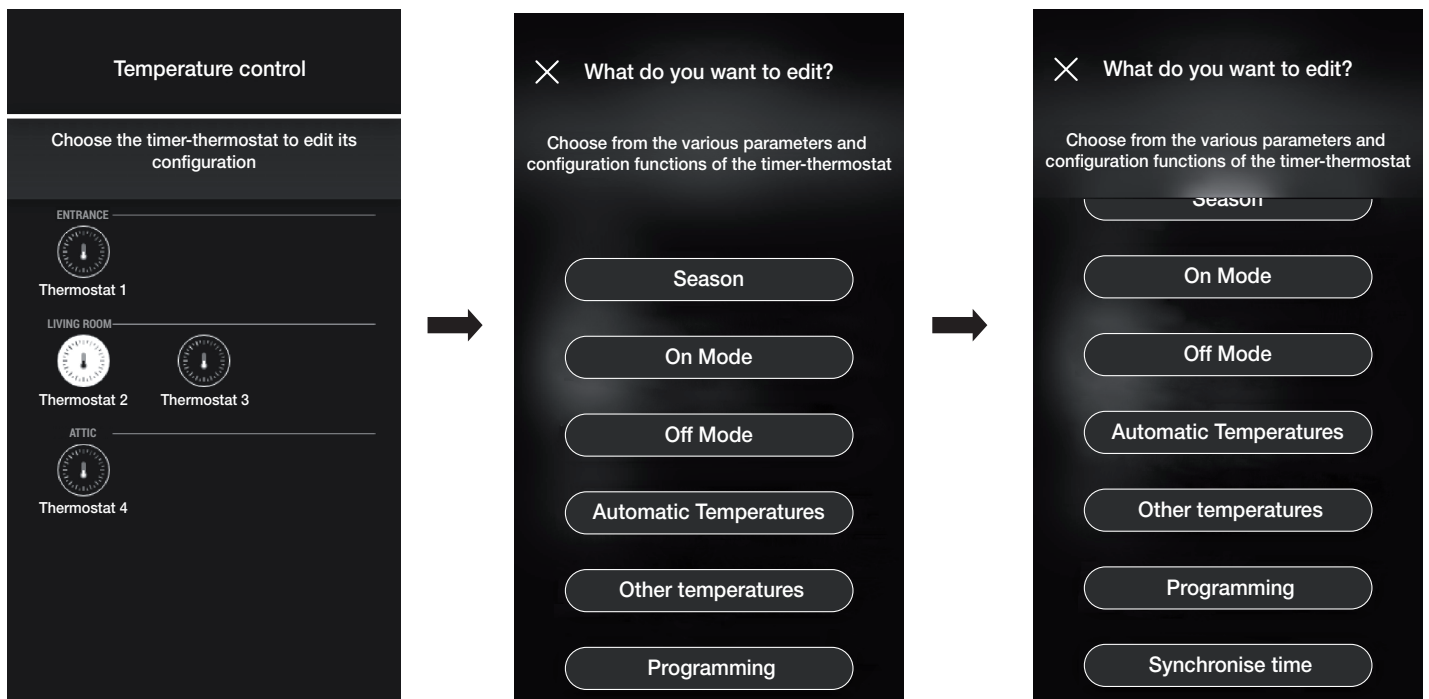 Temperature control
Choose the timer-thermostat to edit its
configuration
ENTRANCE
Thermostat 1
LIVING ROOM
Thermostat 2
Thermostat 3
ATTIC
Thermostat 4
What do you want to edit?
Choose from the various parameters and
configuration functions of the timer-thermostat
Season
On Mode
Off Mode
Automatic Temperatures
Other temperatures
Programming
What do you want to edit?
Choose from the various parameters and
configuration functions of the timer-thermostat
Season
On Mode
Off Mode
Automatic Temperatures
Other temperatures
Programming
Synchronise time